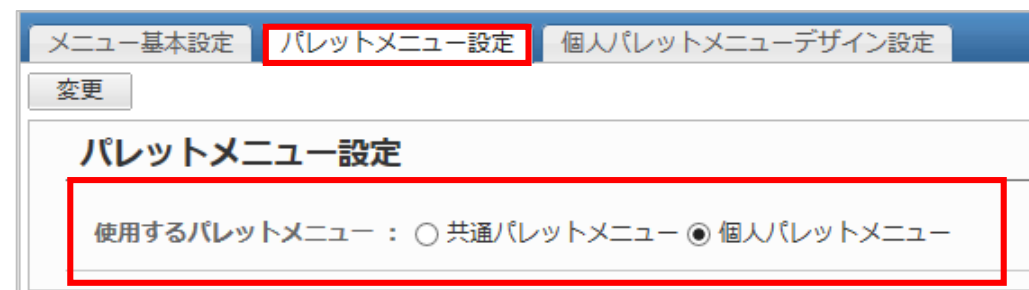 メニュー基本設定 パレットメニュー設定 個人パレットメニューデザイン設定
変更
パレットメニュー設定
使用するパレットメニュー : 共通パレットメニュー 個人パレットメニュー